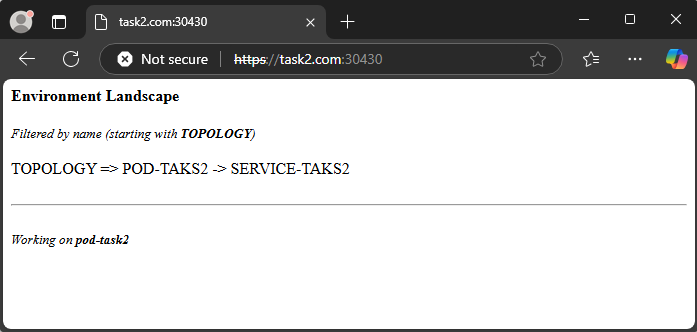 task2.com:30430
Not secure https://task2.com:30430
Environment Landscape
Filtered by name (starting with TOPOLOGY)
TOPOLOGY => POD-TAKS2 -> SERVICE-TAKS2
Working on pod-task2